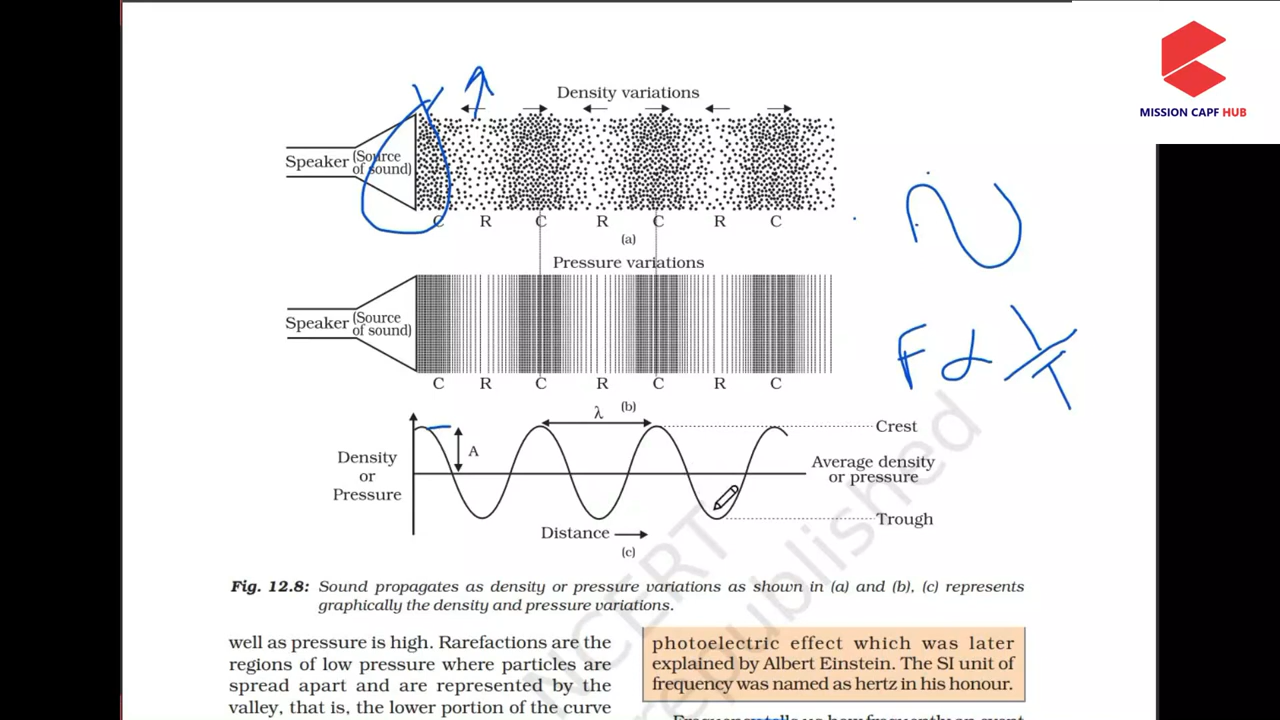 MISSION CAPF HUB
Density variations
Speaker (Source of sound)
C R C R C R C
(a)
Pressure variations
Speaker (Source of sound)
C R C R C R C
(b)
F ∝ 1/T
λ
Crest
A
Density
or
Pressure
Average density
or pressure
Trough
Distance
(c)
Fig. 12.8: Sound propagates as density or pressure variations as shown in (a) and (b), (c) represents
graphically the density and pressure variations.
well as pressure is high. Rarefactions are the
regions of low pressure where particles are
spread apart and are represented by the
valley, that is, the lower portion of the curve
photoelectric effect which was later
explained by Albert Einstein. The SI unit of
frequency was named as hertz in his honour.
NCERT
republished